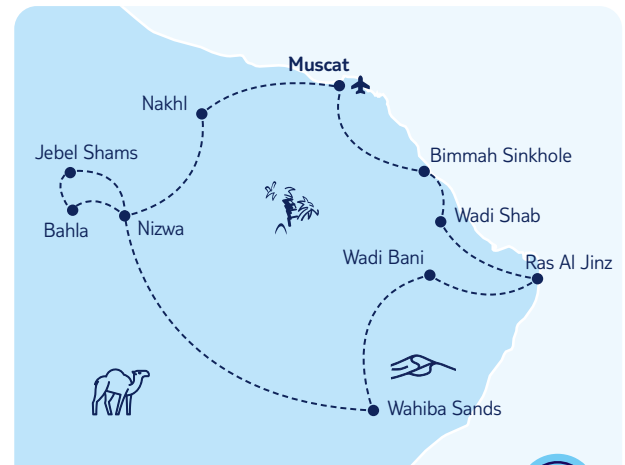 Muscat
Nakhl
Jebel Shams
Bimmah Sinkhole
Wadi Shab
Bahla
Nizwa
Wadi Bani
Ras Al Jinz
Wahiba Sands